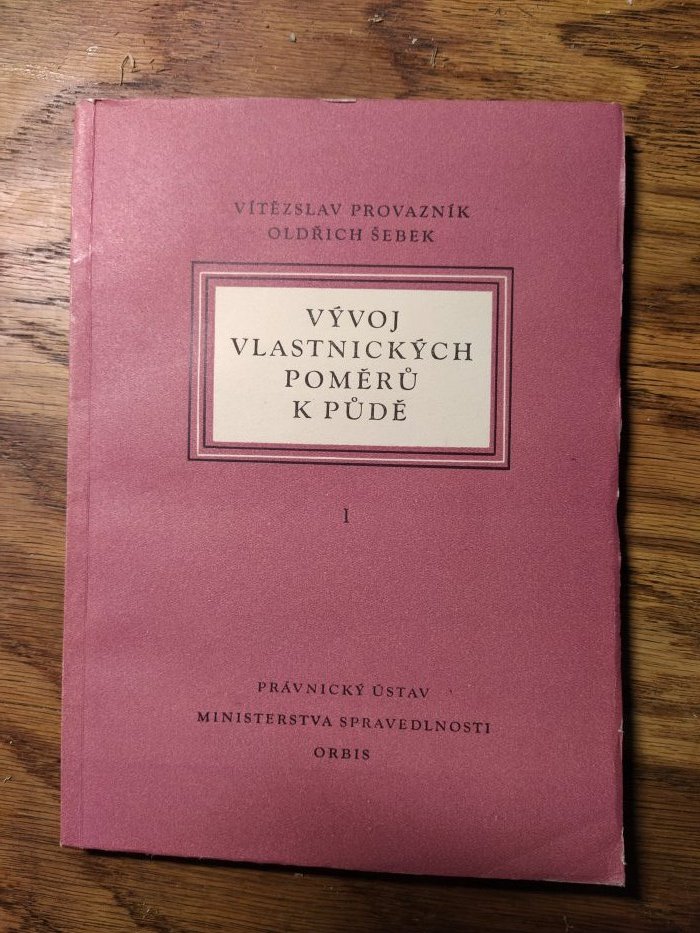 VÍTĚZSLAV PROVAZNÍK
OLDŘICH ŠEBEK
VÝVOJ
VLASTNICKÝCH
POMĚRŮ
K PŮDĚ
I
PRÁVNICKÝ ÚSTAV
MINISTERSTVA SPRAVEDLNOSTI
ORBIS